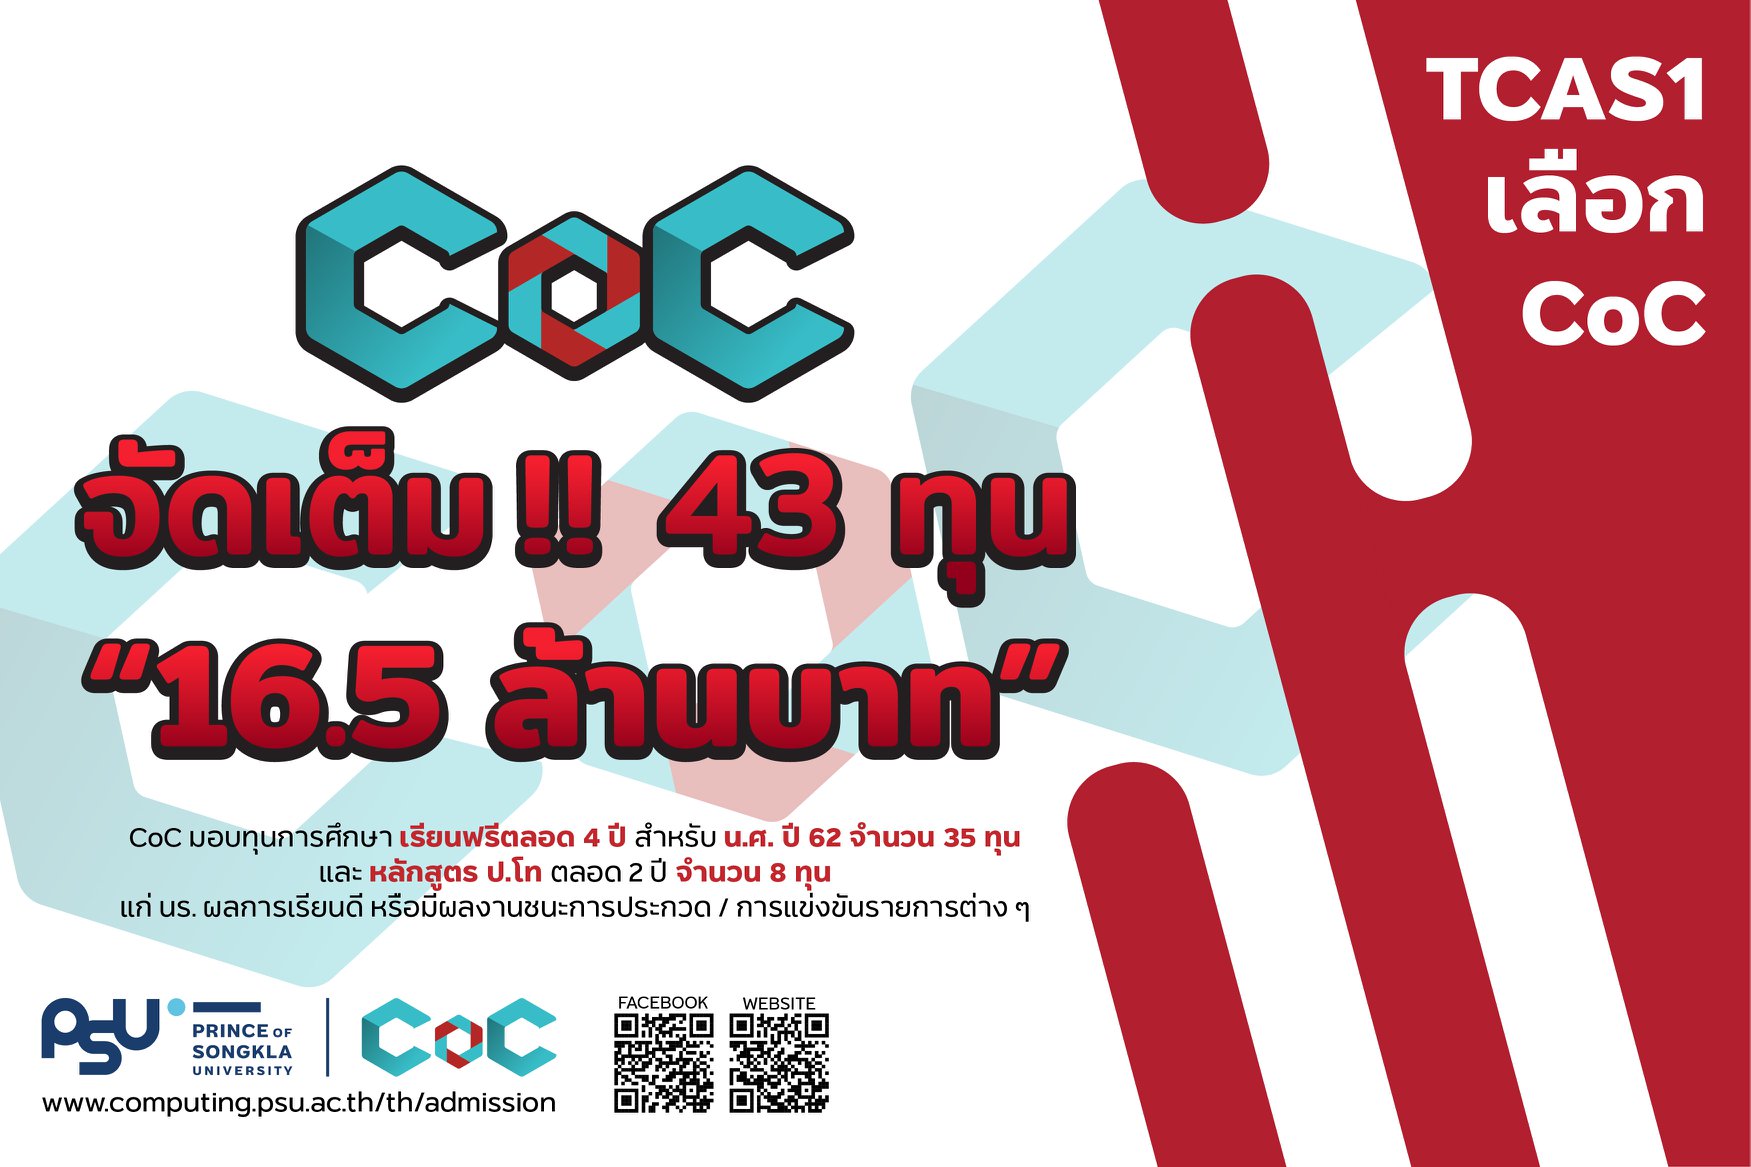 TCAS1
เลือก
CoC
CoC
จัดเต็ม !! 43 ทุน
"16.5 ล้านบาท"
CoC มอบทุนการศึกษา เรียนฟรีตลอด 4 ปี สำหรับ น.ศ. ปี 62 จำนวน 35 ทุน
และ หลักสูตร ป.โท ตลอด 2 ปี จำนวน 8 ทุน
แก่ นร. ผลการเรียนดี หรือมีผลงานชนะการประกวด / การแข่งขันรายการต่าง ๆ
PSU
PRINCE OF
SONGKLA
UNIVERSITY
CoC
FACEBOOK
WEBSITE
www.computing.psu.ac.th/th/admission